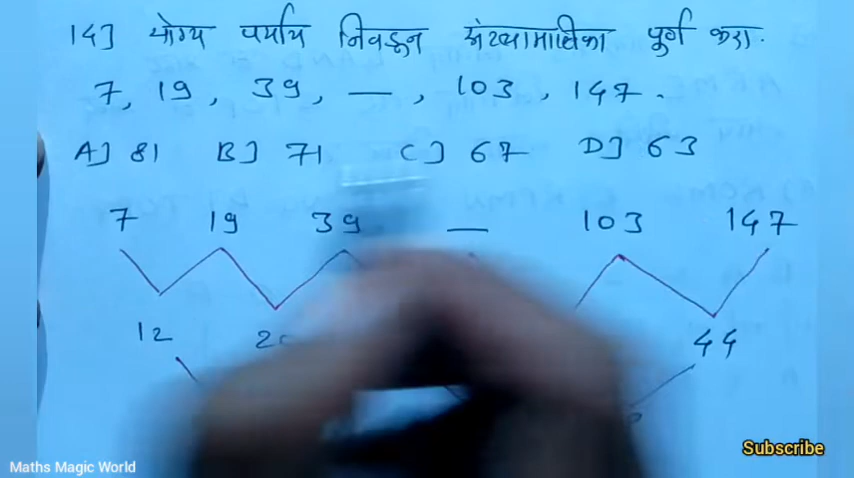 14] योग्य पर्याय निवडून संख्यामालिका पूर्ण करा.
7, 19, 39, —, 103, 147.
A] 81 B] 71 C] 67 D] 63
7 19 39 — 103 147
12 44
Subscribe
Maths Magic World